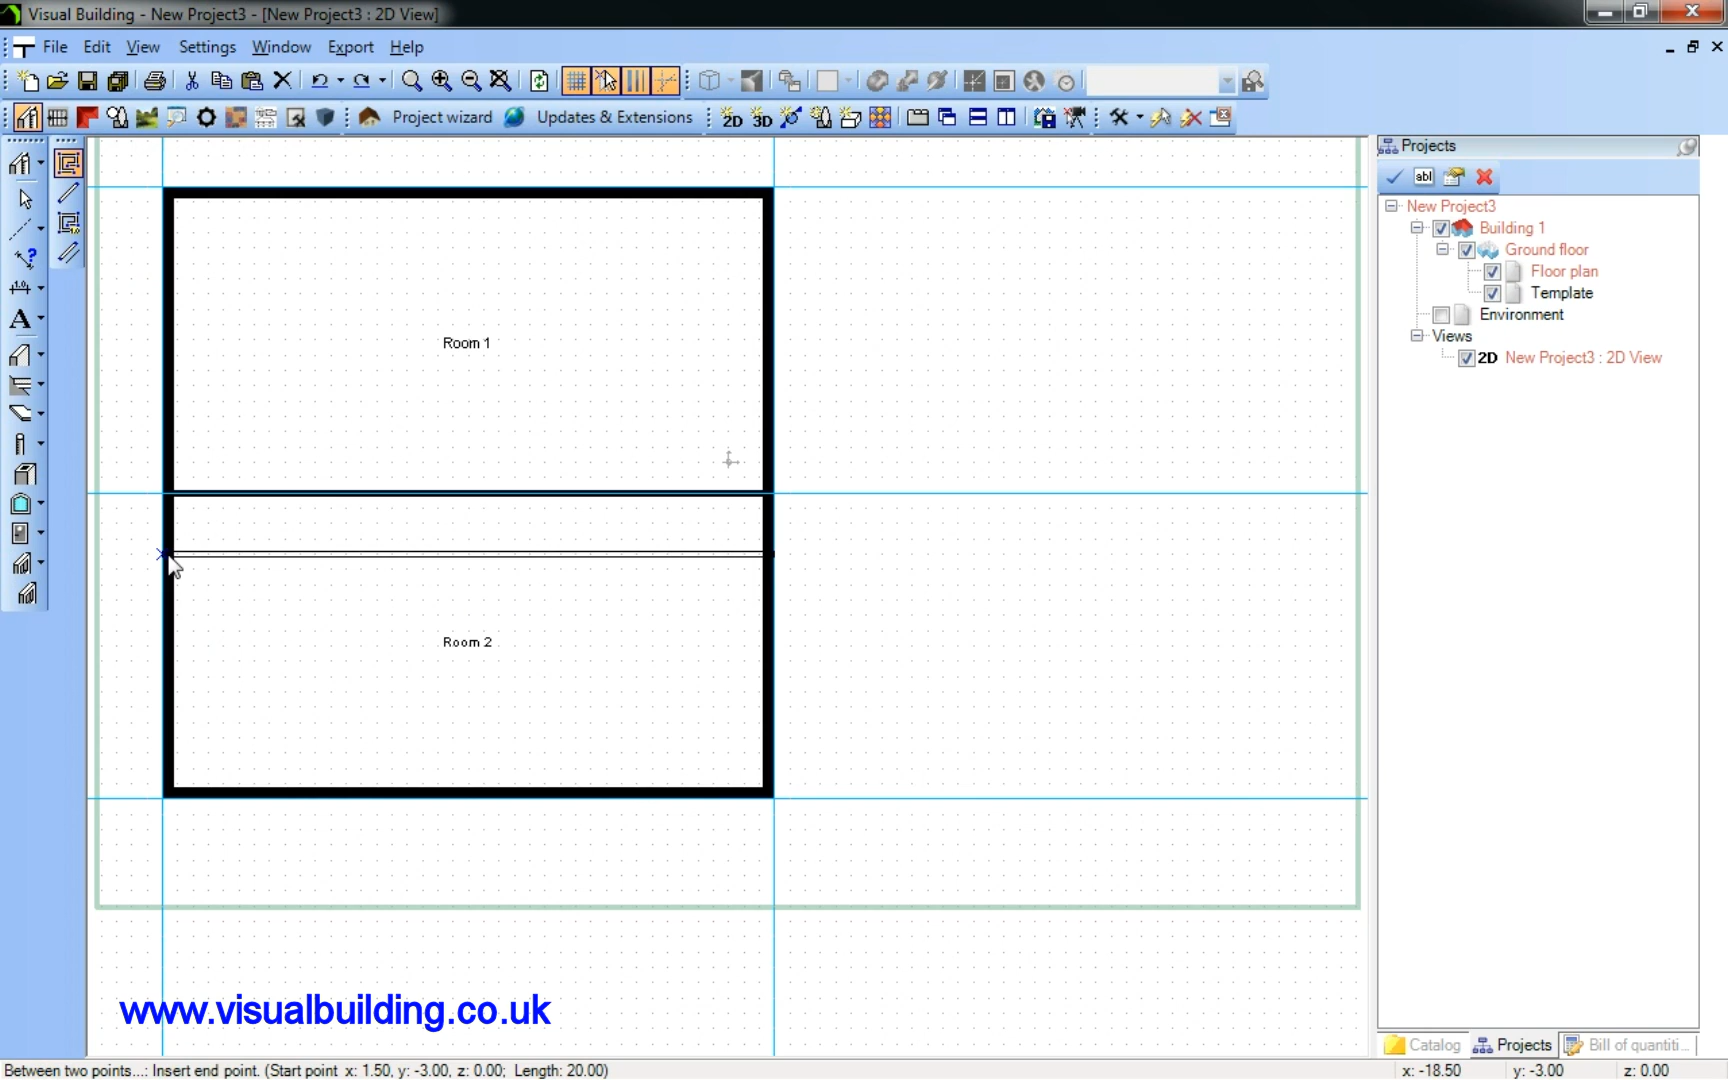 Visual Building - New Project3 - [New Project3 : 2D View]
File Edit View Settings Window Export Help
Project wizard Updates & Extensions 2D 3D
Projects
abl
New Project3
Building 1
Ground floor
Floor plan
Template
Environment
Views
2D New Project3 : 2D View
Room 1
Room 2
www.visualbuilding.co.uk
Catalog Projects Bill of quantiti...
Between two points...: Insert end point. (Start point x: 1.50, y: -3.00, z: 0.00; Length: 20.00) x: -18.50 y: -3.00 z: 0.00